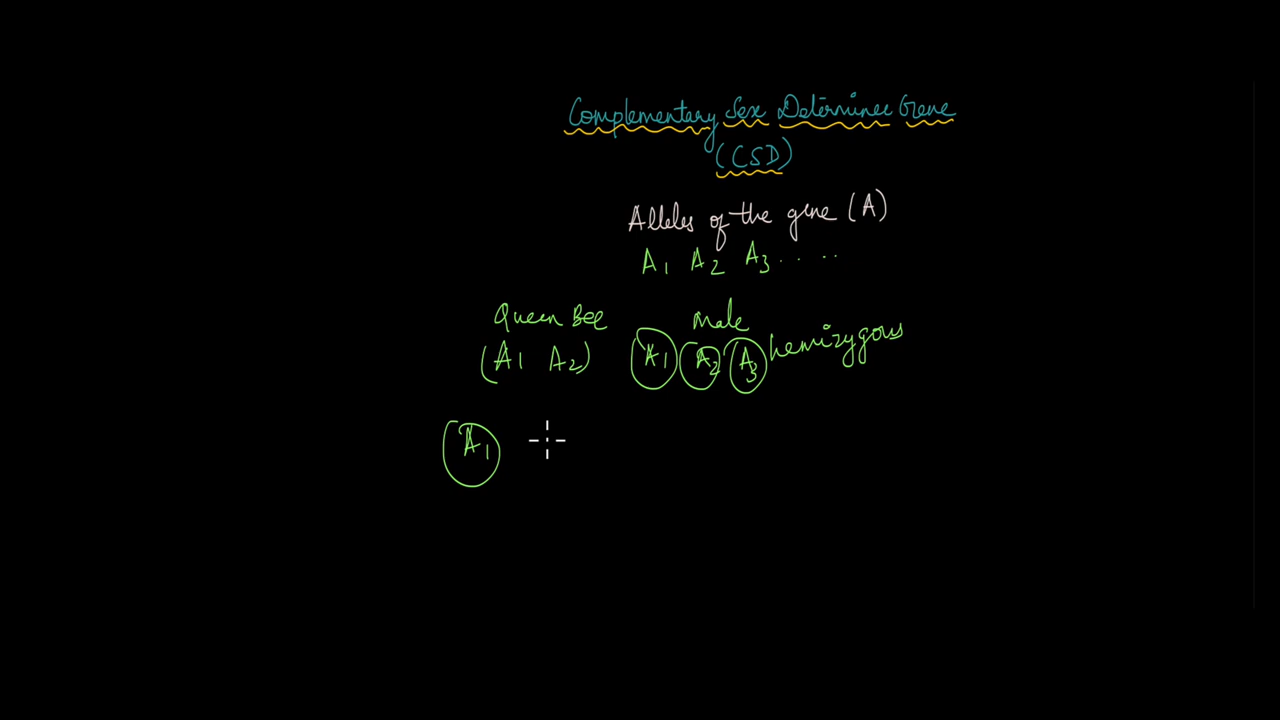 Complementary Sex Determiner Gene
(CSD)
Alleles of the gene (A)
A1 A2 A3 .....
Queen Bee Male
(A1 A2) A1 A2 A3 hemizygous
A1